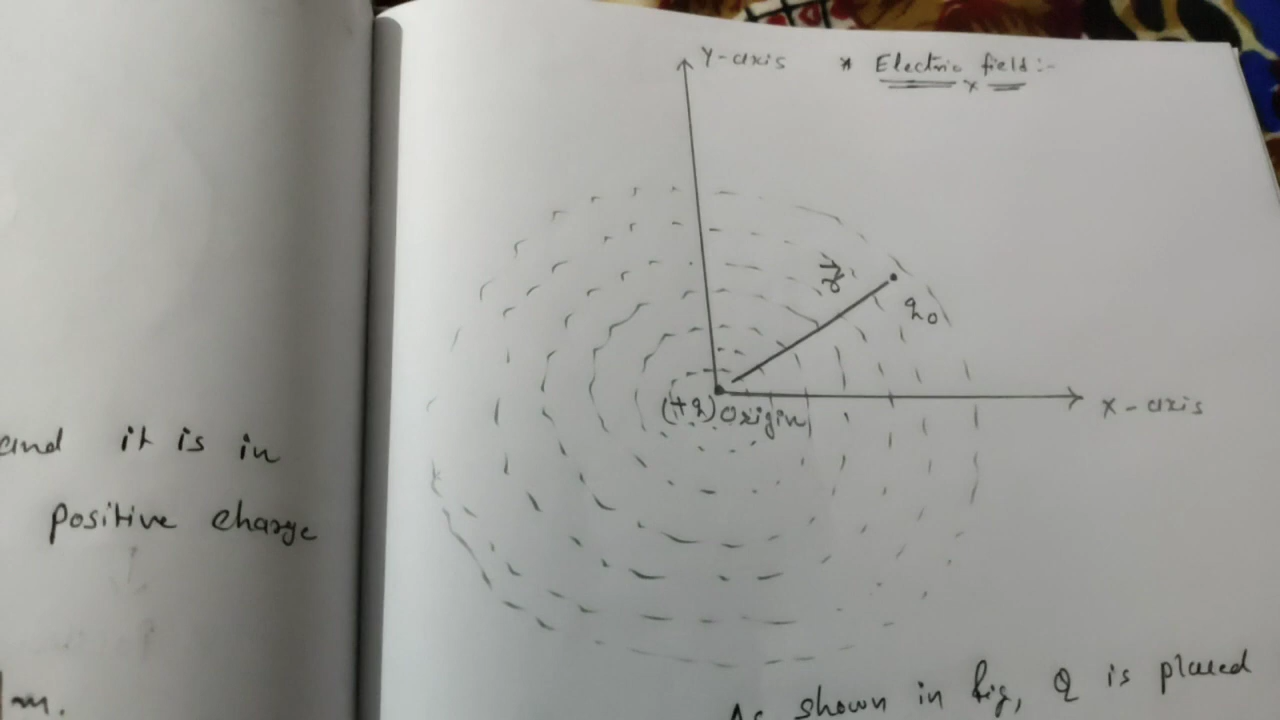 and it is in
positive charge
m.
Y-axis * Electric field:-
x
r
q₀
(+q) Origin
X-axis
As shown in fig, Q is placed